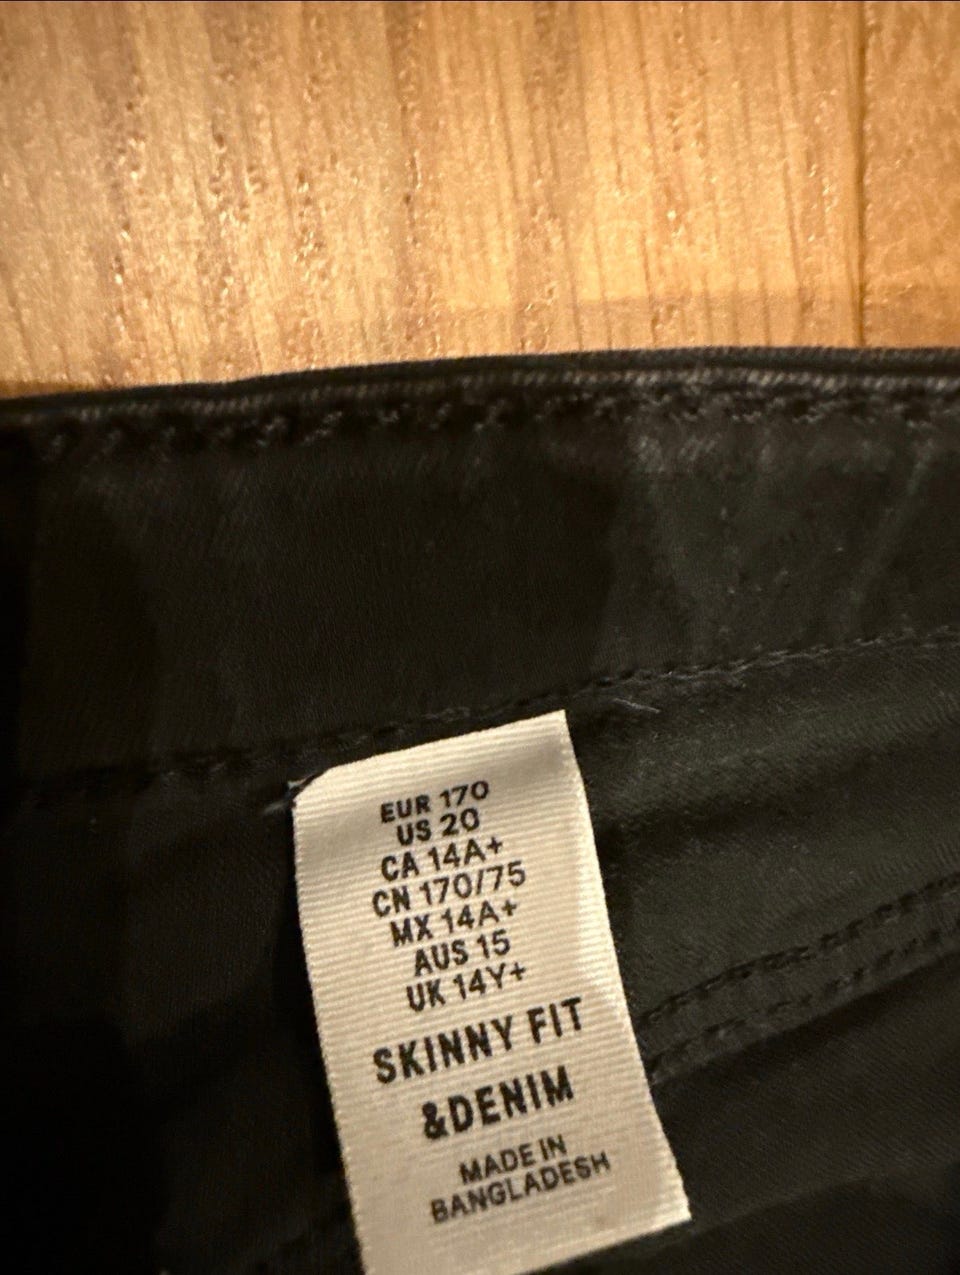 EUR 170
US 20
CA 14A+
CN 170/75
MX 14A+
AUS 15
UK 14Y+
SKINNY FIT
&DENIM
MADE IN
BANGLADESH